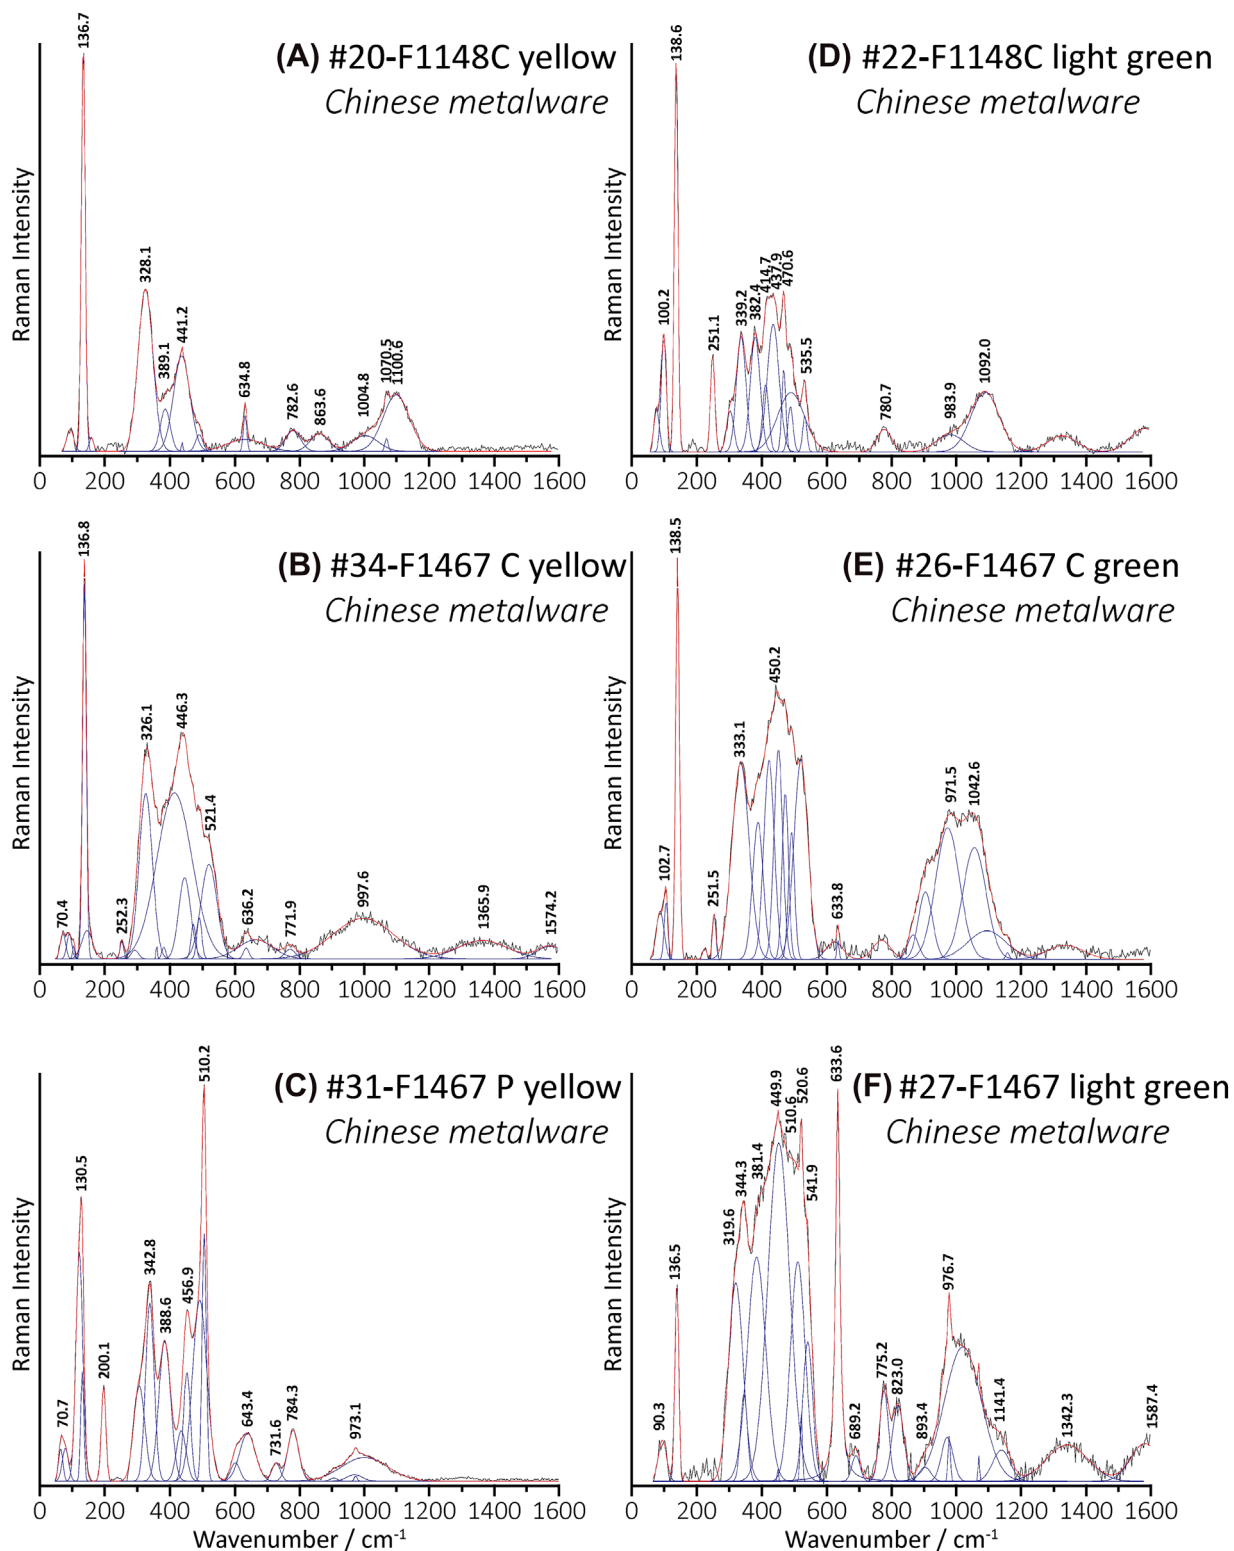 (A) #20-F1148C yellow
Chinese metalware
Raman Intensity
136.7
328.1
389.1
441.2
634.8
782.6
863.6
1004.8
1070.5
1100.6
0 200 400 600 800 1000 1200 1400 1600
(D) #22-F1148C light green
Chinese metalware
Raman Intensity
100.2
138.6
251.1
339.2
382.4
414.7
437.9
470.6
535.5
780.7
983.9
1092.0
0 200 400 600 800 1000 1200 1400 1600
(B) #34-F1467 C yellow
Chinese metalware
Raman Intensity
70.4
136.8
252.3
326.1
446.3
521.4
636.2
771.9
997.6
1365.9
1574.2
0 200 400 600 800 1000 1200 1400 1600
(E) #26-F1467 C green
Chinese metalware
Raman Intensity
102.7
138.5
251.5
333.1
450.2
633.8
971.5
1042.6
0 200 400 600 800 1000 1200 1400 1600
(C) #31-F1467 P yellow
Chinese metalware
Raman Intensity
70.7
130.5
200.1
342.8
388.6
456.9
510.2
643.4
731.6
784.3
973.1
0 200 400 600 800 1000 1200 1400 1600
Wavenumber / cm-1
(F) #27-F1467 light green
Chinese metalware
Raman Intensity
90.3
136.5
319.6
344.3
381.4
449.9
510.6
520.6
541.9
633.6
689.2
775.2
823.0
893.4
976.7
1141.4
1342.3
1587.4
0 200 400 600 800 1000 1200 1400 1600
Wavenumber / cm-1